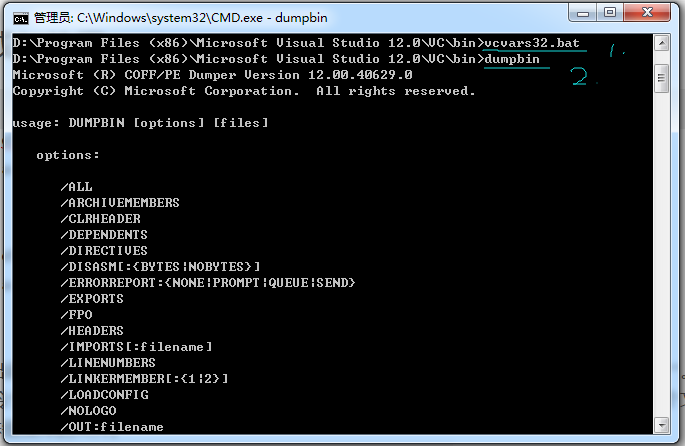 管理员: C:\Windows\system32\CMD.exe - dumpbin
D:\Program Files (x86)\Microsoft Visual Studio 12.0\VC\bin>vcvars32.bat
1.
D:\Program Files (x86)\Microsoft Visual Studio 12.0\VC\bin>dumpbin
2.
Microsoft (R) COFF/PE Dumper Version 12.00.40629.0
Copyright (C) Microsoft Corporation.  All rights reserved.
usage: DUMPBIN [options] [files]
options:
/ALL
/ARCHIVEMEMBERS
/CLRHEADER
/DEPENDENTS
/DIRECTIVES
/DISASM[:{BYTES|NOBYTES}]
/ERRORREPORT:{NONE|PROMPT|QUEUE|SEND}
/EXPORTS
/FPO
/HEADERS
/IMPORTS[:filename]
/LINENUMBERS
/LINKERMEMBER[:{1|2}]
/LOADCONFIG
/NOLOGO
/OUT:filename